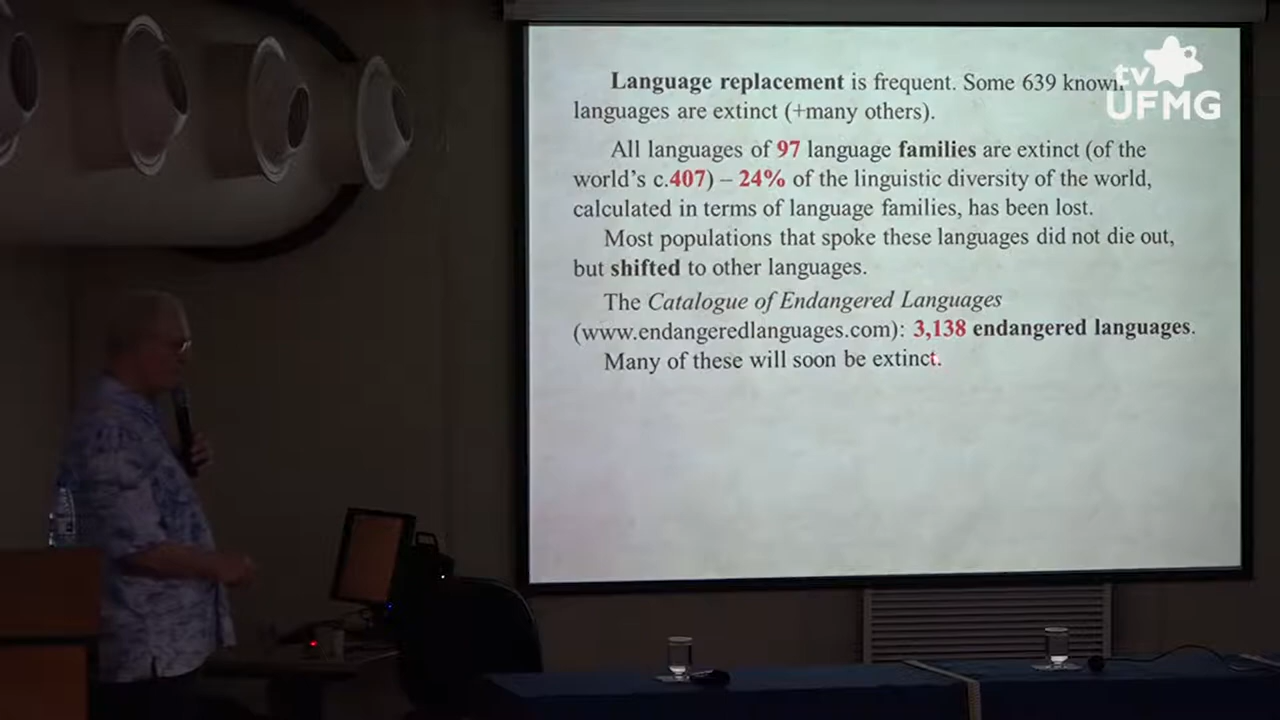 Language replacement is frequent. Some 639 known
languages are extinct (+many others).
All languages of 97 language families are extinct (of the
world's c.407) – 24% of the linguistic diversity of the world,
calculated in terms of language families, has been lost.
Most populations that spoke these languages did not die out,
but shifted to other languages.
The Catalogue of Endangered Languages
(www.endangeredlanguages.com): 3,138 endangered languages.
Many of these will soon be extinct.
tv
UFMG